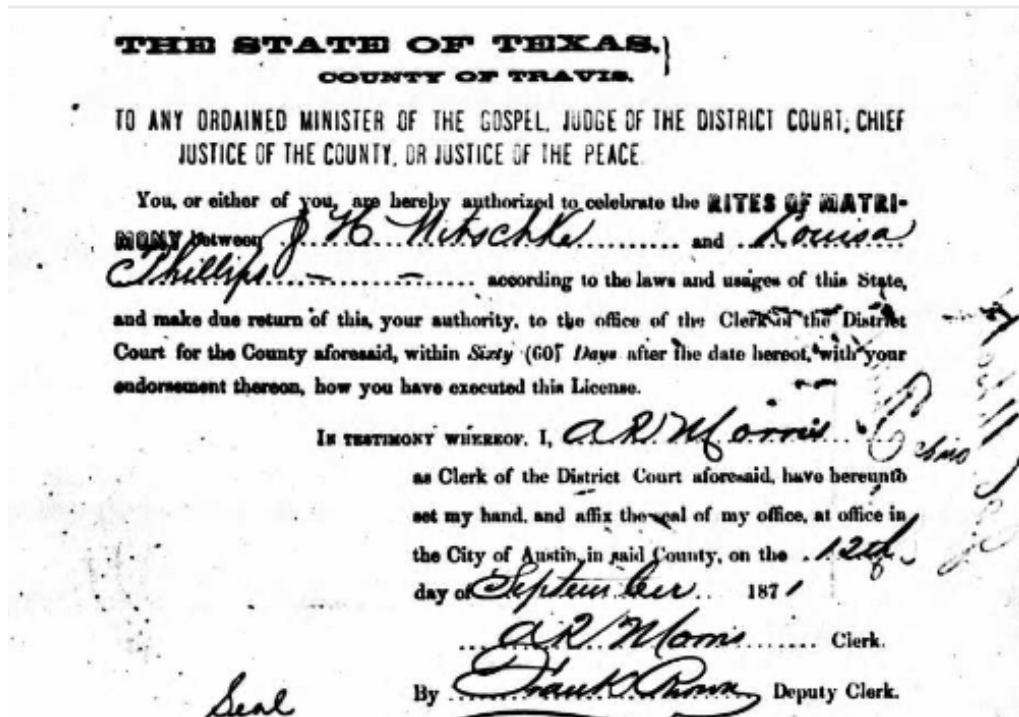 THE STATE OF TEXAS,}
COUNTY OF TRAVIS.
TO ANY ORDAINED MINISTER OF THE GOSPEL, JUDGE OF THE DISTRICT COURT, CHIEF
JUSTICE OF THE COUNTY, OR JUSTICE OF THE PEACE.
You, or either of you, are hereby authorized to celebrate the RITES OF MATRI-
MONY between J H Nitschke and Louisa
Phillips — — according to the laws and usages of this State,
and make due return of this, your authority, to the office of the Clerk of the District
Court for the County aforesaid, within Sixty (60) Days after the date hereof, with your
endorsement thereon, how you have executed this License.
IN TESTIMONY WHEREOF, I, A R Morris
as Clerk of the District Court aforesaid, have hereunto
set my hand, and affix the seal of my office, at office in
the City of Austin, in said County, on the 12th
day of September 1871
A R Morris Clerk.
By Frank Brown Deputy Clerk.
Seal